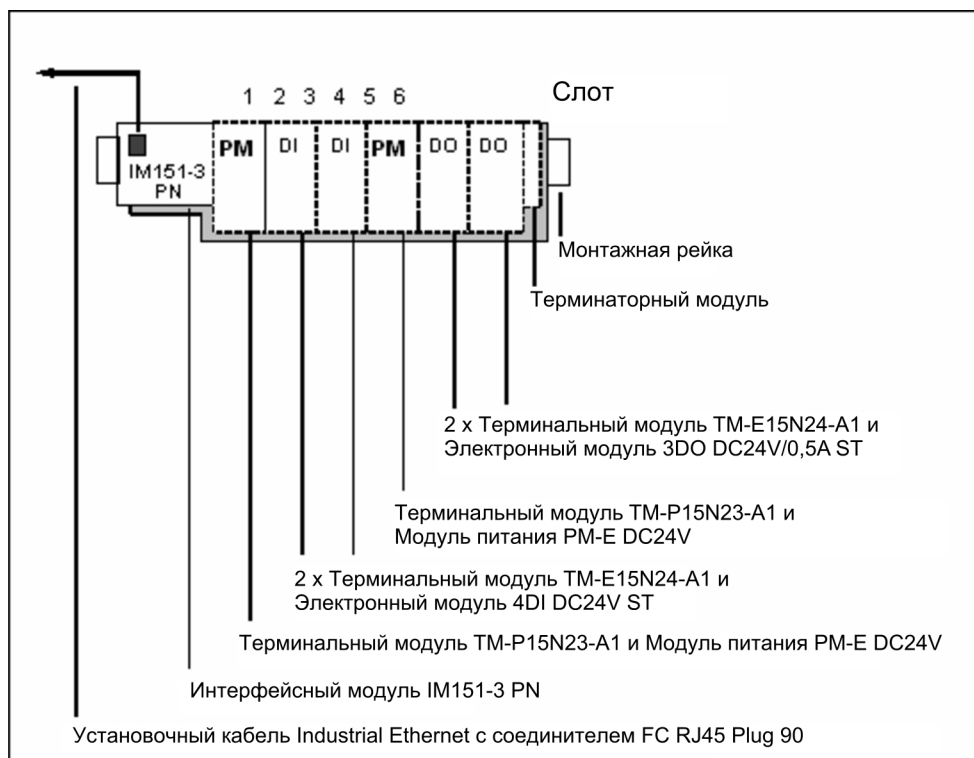 1 2 3 4 5 6 Слот
PM DI DI PM DO DO
IM151-3
PN
Монтажная рейка
Терминаторный модуль
2 x Терминальный модуль TM-E15N24-A1 и
Электронный модуль 3DO DC24V/0,5A ST
Терминальный модуль TM-P15N23-A1 и
Модуль питания PM-E DC24V
2 x Терминальный модуль TM-E15N24-A1 и
Электронный модуль 4DI DC24V ST
Терминальный модуль TM-P15N23-A1 и Модуль питания PM-E DC24V
Интерфейсный модуль IM151-3 PN
Установочный кабель Industrial Ethernet с соединителем FC RJ45 Plug 90